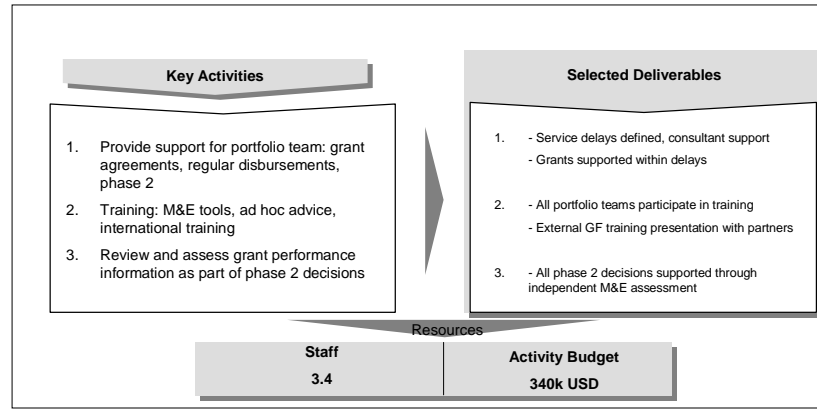 Key Activities
1. Provide support for portfolio team: grant
agreements, regular disbursements,
phase 2
2. Training: M&E tools, ad hoc advice,
international training
3. Review and assess grant performance
information as part of phase 2 decisions
Selected Deliverables
1. - Service delays defined, consultant support
- Grants supported within delays
2. - All portfolio teams participate in training
- External GF training presentation with partners
3. - All phase 2 decisions supported through
independent M&E assessment
Resources
Staff
3.4
Activity Budget
340k USD